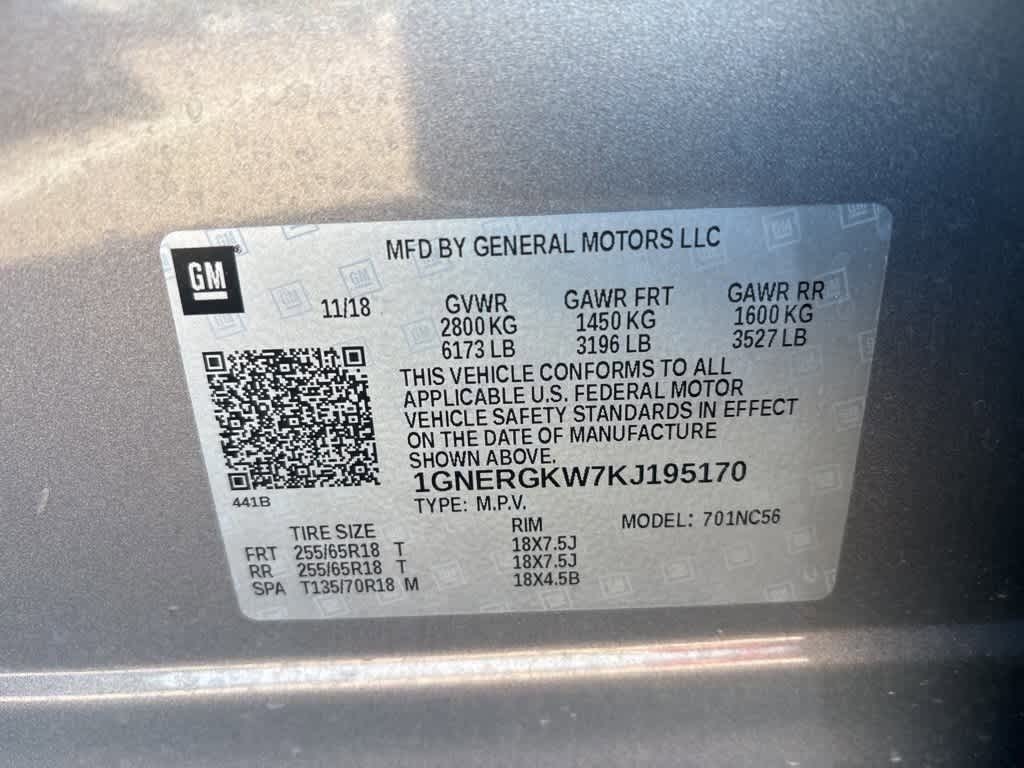 MFD BY GENERAL MOTORS LLC
GM®
11/18 GVWR GAWR FRT GAWR RR
2800 KG 1450 KG 1600 KG
6173 LB 3196 LB 3527 LB
THIS VEHICLE CONFORMS TO ALL
APPLICABLE U.S. FEDERAL MOTOR
VEHICLE SAFETY STANDARDS IN EFFECT
ON THE DATE OF MANUFACTURE
SHOWN ABOVE.
1GNERGKW7KJ195170
441B
TYPE: M.P.V. MODEL: 701NC56
TIRE SIZE RIM
FRT 255/65R18 T 18X7.5J
RR 255/65R18 T 18X7.5J
SPA T135/70R18 M 18X4.5B